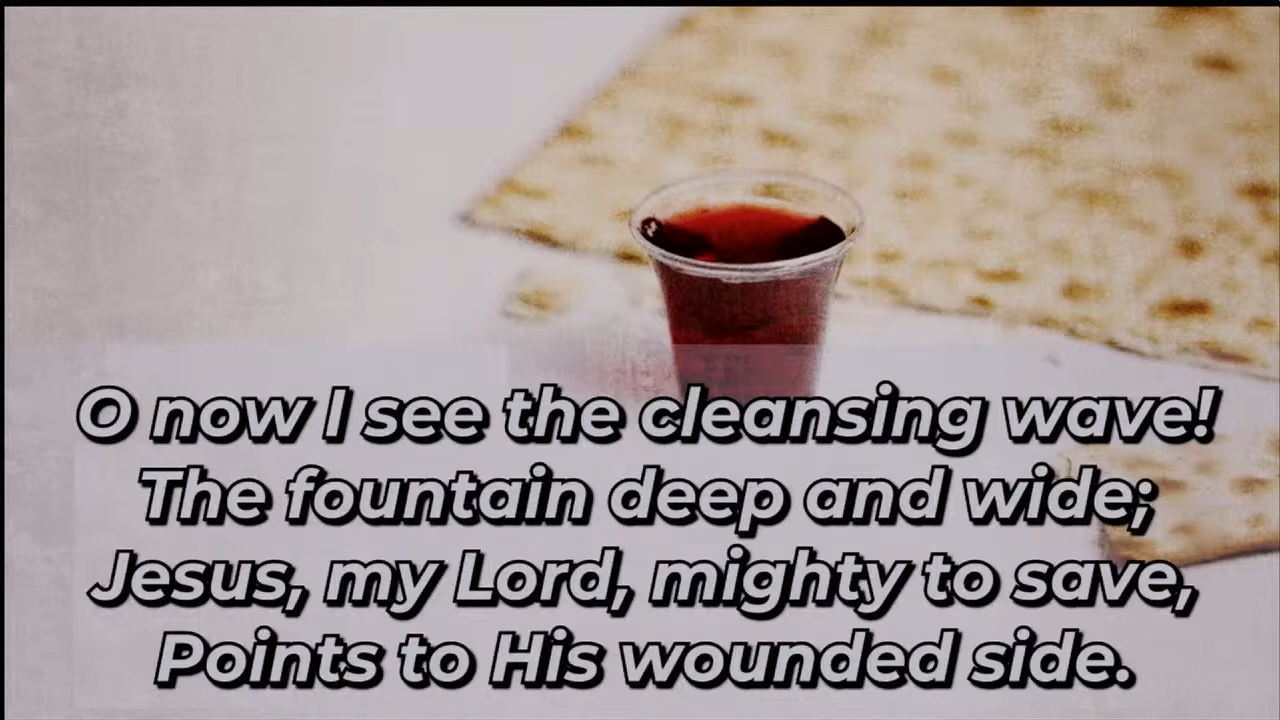 O now I see the cleansing wave!
The fountain deep and wide;
Jesus, my Lord, mighty to save,
Points to His wounded side.